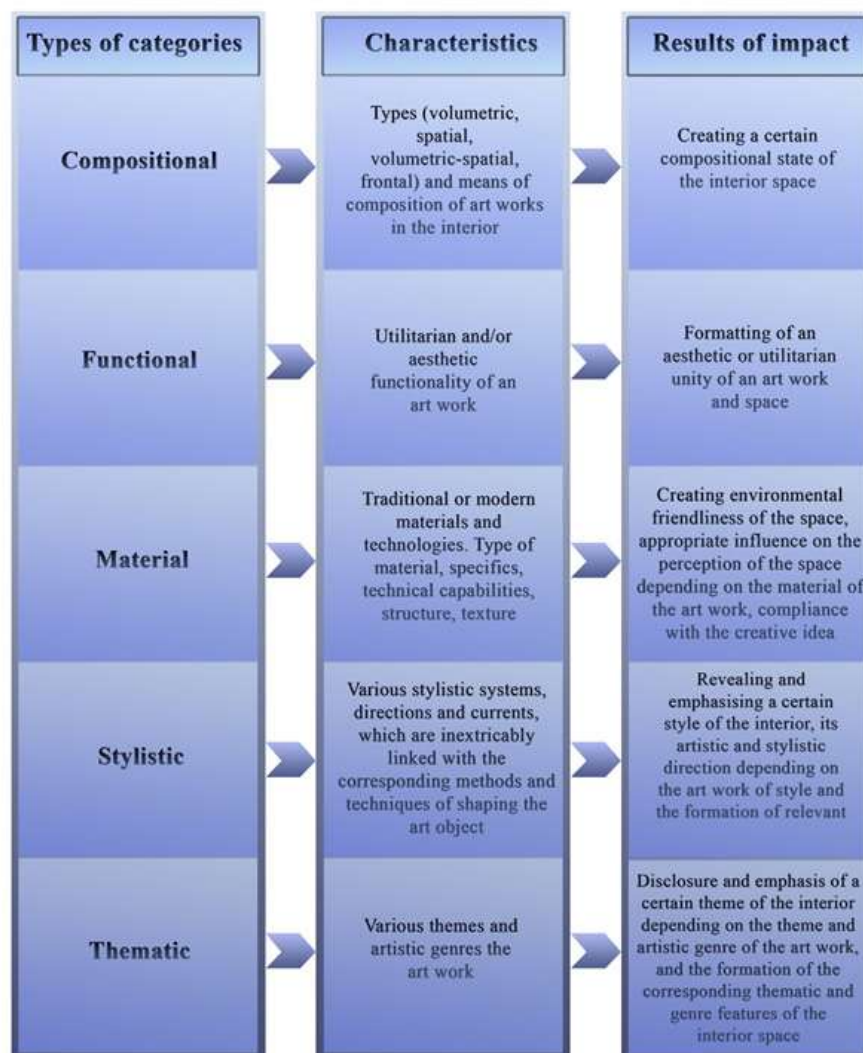 Types of categories
Characteristics
Results of impact
Compositional
Types (volumetric,
spatial,
volumetric-spatial,
frontal) and means of
composition of art works
in the interior
Creating a certain
compositional state of
the interior space
Functional
Utilitarian and/or
aesthetic
functionality of an
art work
Formatting of an
aesthetic or utilitarian
unity of an art work
and space
Material
Traditional or modern
materials and
technologies. Type of
material, specifics,
technical capabilities,
structure, texture
Creating environmental
friendliness of the space,
appropriate influence on the
perception of the space
depending on the material of
the art work, compliance
with the creative idea
Stylistic
Various stylistic systems,
directions and currents,
which are inextricably
linked with the
corresponding methods and
techniques of shaping the
art object
Revealing and
emphasising a certain
style of the interior, its
artistic and stylistic
direction depending on
the art work of style and
the formation of relevant
Thematic
Various themes and
artistic genres the
art work
Disclosure and emphasis of a
certain theme of the interior
depending on the theme and
artistic genre of the art work,
and the formation of the
corresponding thematic and
genre features of the
interior space